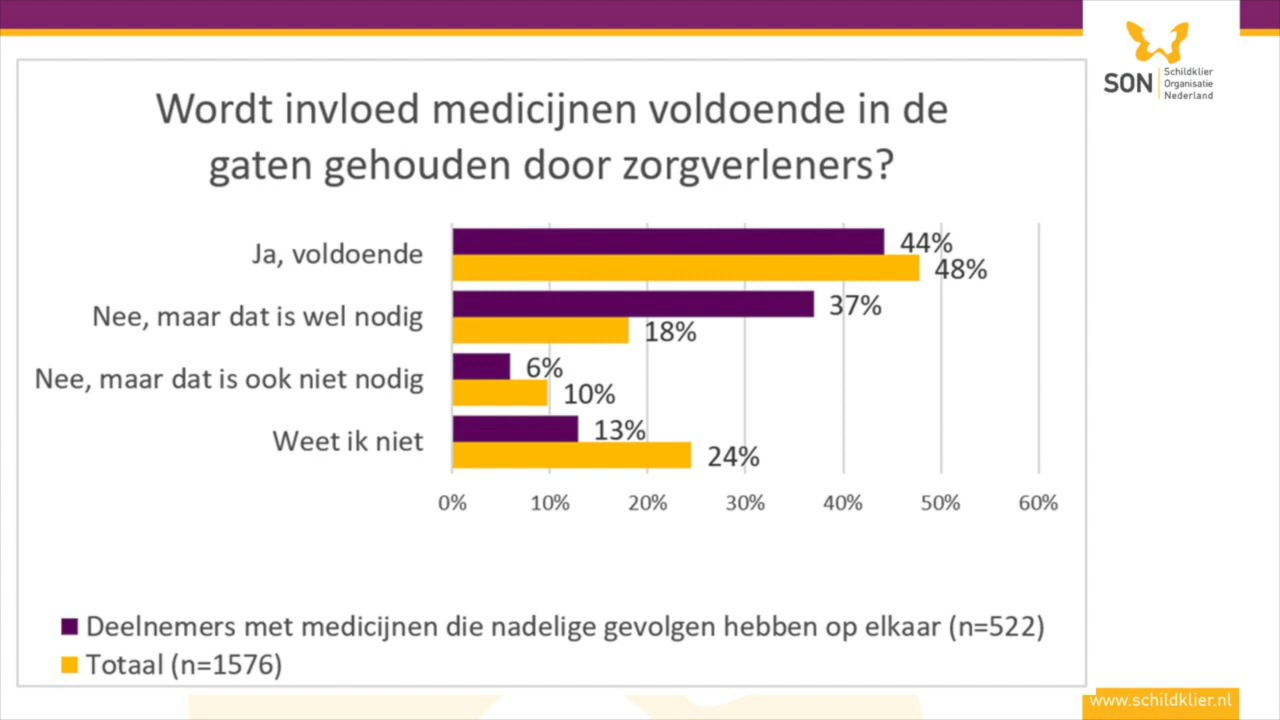 SON
Schildklier
Organisatie
Nederland
Wordt invloed medicijnen voldoende in de
gaten gehouden door zorgverleners?
Ja, voldoende
44%
48%
Nee, maar dat is wel nodig
37%
18%
Nee, maar dat is ook niet nodig
6%
10%
Weet ik niet
13%
24%
0% 10% 20% 30% 40% 50% 60%
Deelnemers met medicijnen die nadelige gevolgen hebben op elkaar (n=522)
Totaal (n=1576)
www.schildklier.nl